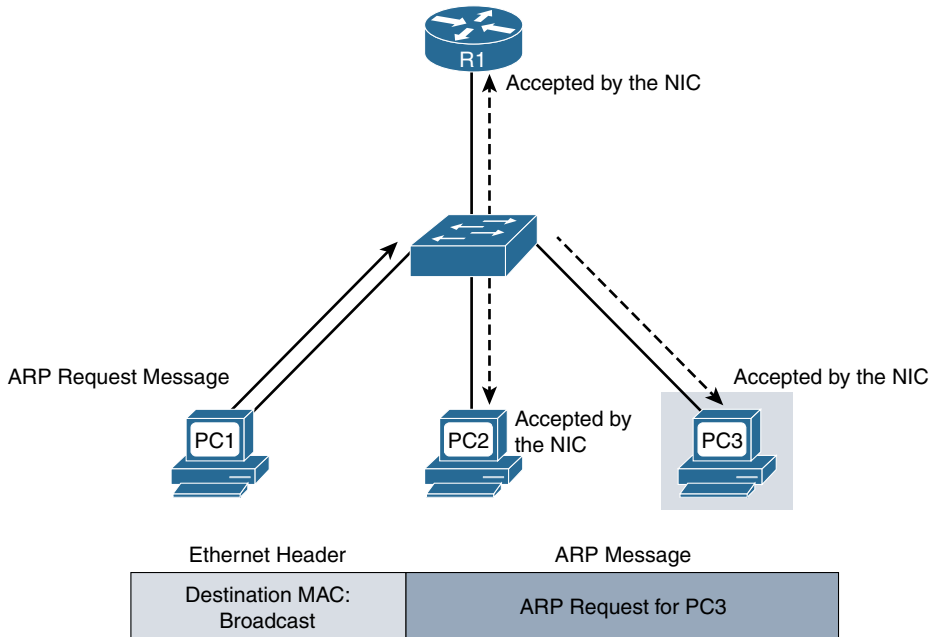 R1
Accepted by the NIC
ARP Request Message
Accepted by the NIC
PC1
PC2
Accepted by
the NIC
PC3
Ethernet Header
ARP Message
Destination MAC:
Broadcast
ARP Request for PC3